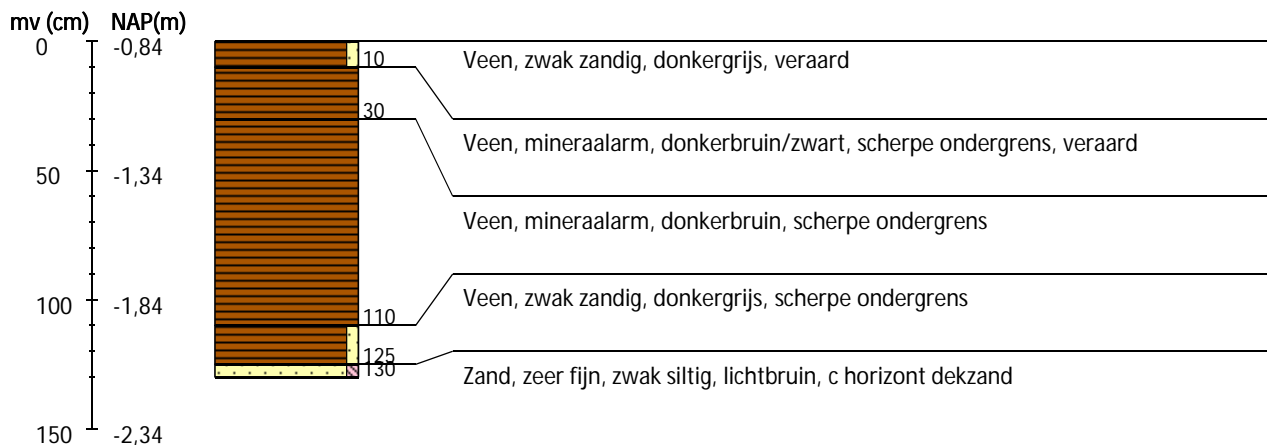 mv (cm) NAP(m)
0 -0,84
10 Veen, zwak zandig, donkergrijs, veraard
30 Veen, mineraalarm, donkerbruin/zwart, scherpe ondergrens, veraard
50 -1,34
Veen, mineraalarm, donkerbruin, scherpe ondergrens
100 -1,84
Veen, zwak zandig, donkergrijs, scherpe ondergrens
110
125
130 Zand, zeer fijn, zwak siltig, lichtbruin, c horizont dekzand
150 -2,34